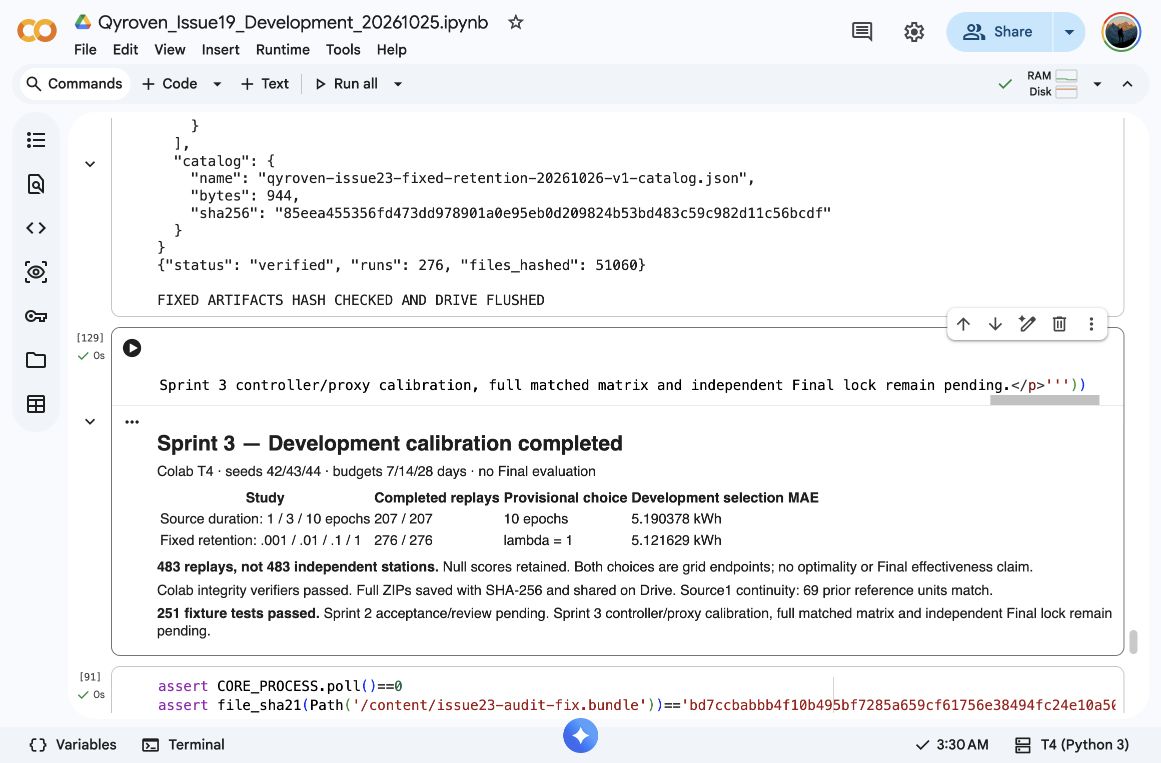 Qyroven_Issue19_Development_20261025.ipynb
File Edit View Insert Runtime Tools Help
Share
Commands + Code + Text Run all
RAM
Disk
}
],
"catalog": {
"name": "qyroven-issue23-fixed-retention-20261026-v1-catalog.json",
"bytes": 944,
"sha256": "85eea455356fd473dd978901a0e95eb0d209824b53bd483c59c982d11c56bcdf"
}
}
{"status": "verified", "runs": 276, "files_hashed": 51060}
FIXED ARTIFACTS HASH CHECKED AND DRIVE FLUSHED
[129]
0s
Sprint 3 controller/proxy calibration, full matched matrix and independent Final lock remain pending.</p>'''))
Sprint 3 — Development calibration completed
Colab T4 · seeds 42/43/44 · budgets 7/14/28 days · no Final evaluation
Study Completed replays Provisional choice Development selection MAE
Source duration: 1 / 3 / 10 epochs 207 / 207 10 epochs 5.190378 kWh
Fixed retention: .001 / .01 / .1 / 1 276 / 276 lambda = 1 5.121629 kWh
483 replays, not 483 independent stations. Null scores retained. Both choices are grid endpoints; no optimality or Final effectiveness claim.
Colab integrity verifiers passed. Full ZIPs saved with SHA-256 and shared on Drive. Source1 continuity: 69 prior reference units match.
251 fixture tests passed. Sprint 2 acceptance/review pending. Sprint 3 controller/proxy calibration, full matched matrix and independent Final lock remain
pending.
[91]
0s
assert CORE_PROCESS.poll()==0
assert file_sha21(Path('/content/issue23-audit-fix.bundle'))=='bd7ccbabbb4f10b495bf7285a659cf61756e38494fc24e10a50
{} Variables Terminal
3:30 AM T4 (Python 3)